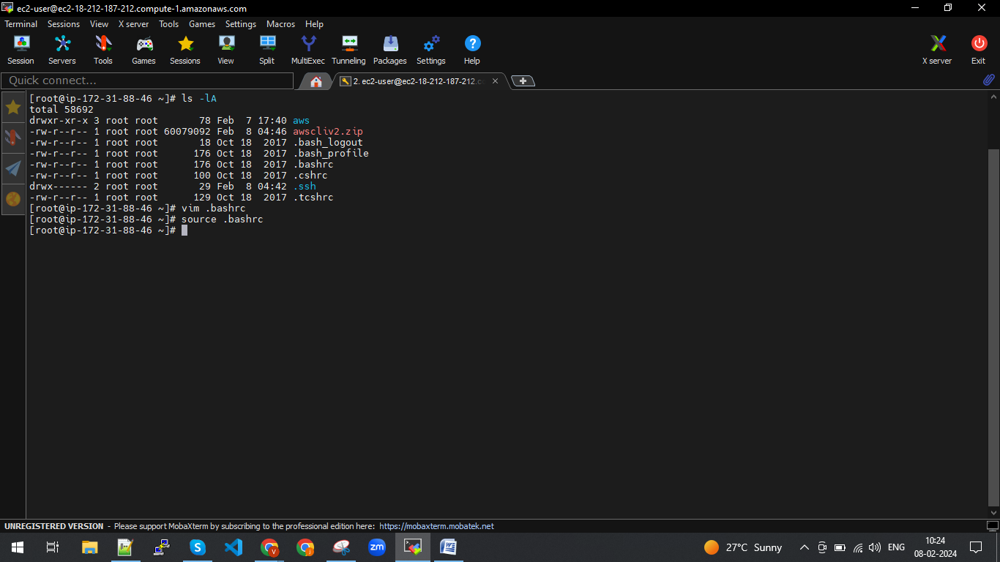 ec2-user@ec2-18-212-187-212.compute-1.amazonaws.com
Terminal Sessions View X server Tools Games Settings Macros Help
Session Servers Tools Games Sessions View Split MultiExec Tunneling Packages Settings Help X server Exit
Quick connect... 2. ec2-user@ec2-18-212-187-212.c
[root@ip-172-31-88-46 ~]# ls -lA
total 58692
drwxr-xr-x 3 root root       78 Feb  7 17:40 aws
-rw-r--r-- 1 root root 60079092 Feb  8 04:46 awscliv2.zip
-rw-r--r-- 1 root root       18 Oct 18  2017 .bash_logout
-rw-r--r-- 1 root root      176 Oct 18  2017 .bash_profile
-rw-r--r-- 1 root root      176 Oct 18  2017 .bashrc
-rw-r--r-- 1 root root      100 Oct 18  2017 .cshrc
drwx------ 2 root root       29 Feb  8 04:42 .ssh
-rw-r--r-- 1 root root      129 Oct 18  2017 .tcshrc
[root@ip-172-31-88-46 ~]# vim .bashrc
[root@ip-172-31-88-46 ~]# source .bashrc
[root@ip-172-31-88-46 ~]#
UNREGISTERED VERSION - Please support MobaXterm by subscribing to the professional edition here: https://mobaxterm.mobatek.net
zm 27°C Sunny ENG 10:24
08-02-2024